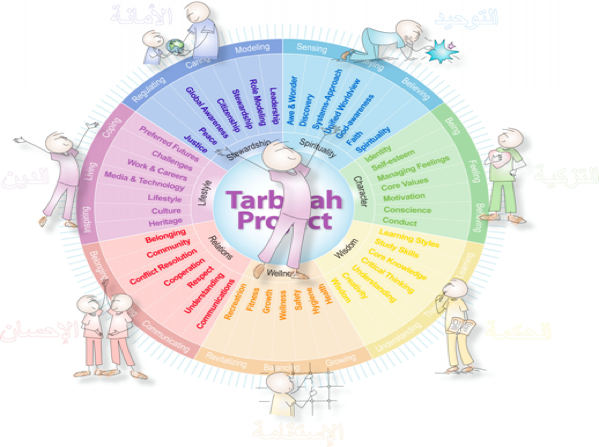 الأمانة
التوحيد
Modeling
Sensing
Caring
Believing
Regulating
Being
Coping
Feeling
Living
Inspiring
Communicating
Revitalizing
Balancing
Growing
Understanding
الدين
التزكية
الإحسان
الحكمة
الإستقامة
Justice
Peace
Global Awareness
Citizenship
Stewardship
Role Modeling
Leadership
Awe & Wonder
Discovery
Systems-Approach
Unified Worldview
God awareness
Faith
Spirituality
Identity
Self-esteem
Managing Feelings
Core Values
Motivation
Conscience
Conduct
Learning Styles
Study Skills
Core Knowledge
Critical Thinking
Understanding
Creativity
Wisdom
Health
Hygiene
Safety
Wellness
Growth
Fitness
Recreation
Communications
Understanding
Respect
Cooperation
Conflict Resolution
Community
Belonging
Heritage
Culture
Lifestyle
Media & Technology
Work & Careers
Challenges
Preferred Futures
Stewardship
Spirituality
Character
Wisdom
Relations
Lifestyle
Project